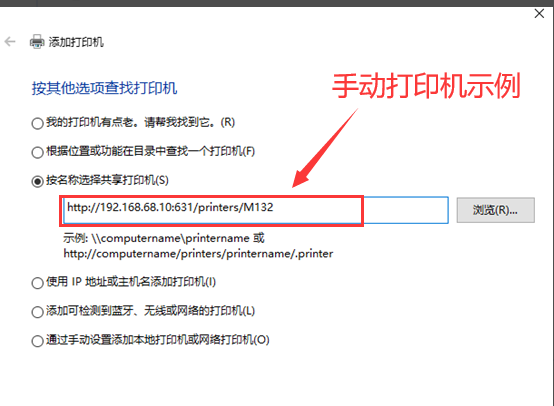 添加打印机
按其他选项查找打印机
手动打印机示例
我的打印机有点老。请帮我找到它。(R)
根据位置或功能在目录中查找一个打印机(F)
按名称选择共享打印机(S)
http://192.168.68.10:631/printers/M132
浏览(R)...
示例: \\computername\printername 或
http://computername/printers/printername/.printer
使用 IP 地址或主机名添加打印机(I)
添加可检测到蓝牙、无线或网络的打印机(L)
通过手动设置添加本地打印机或网络打印机(O)